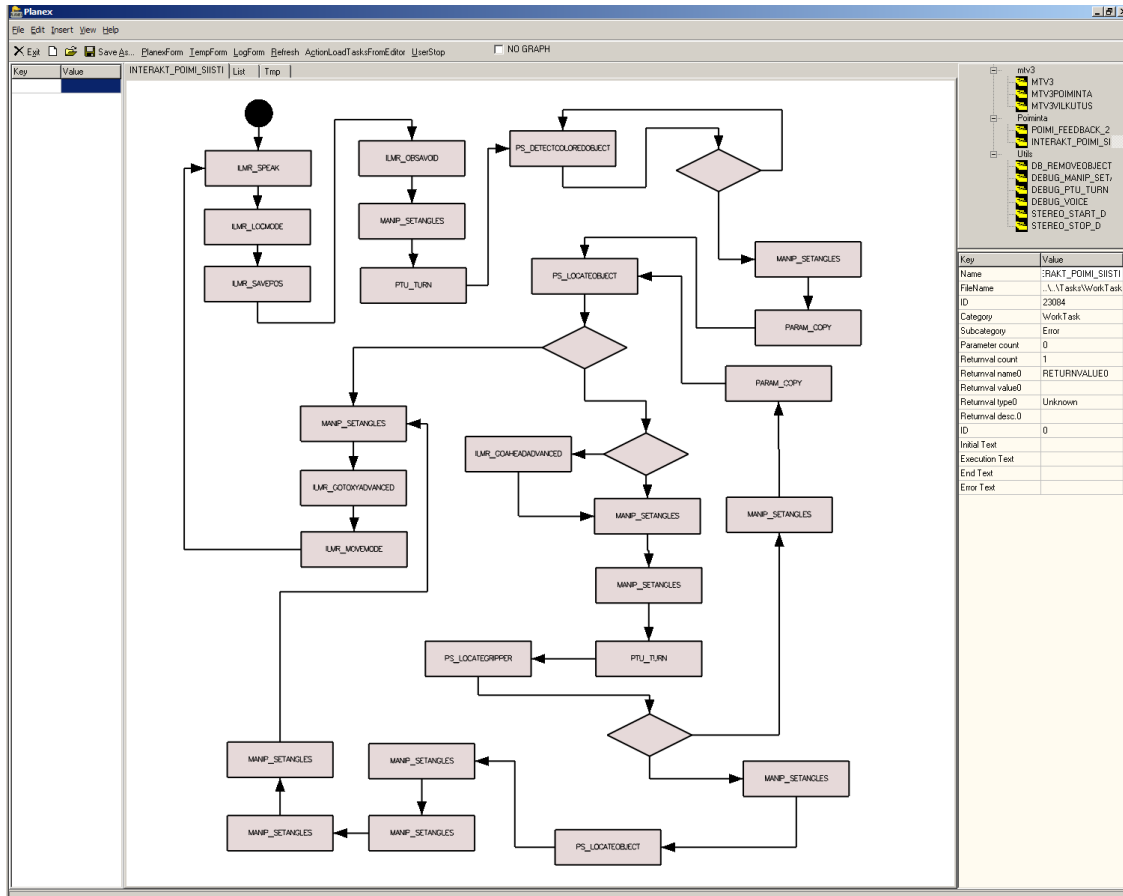 Planex
File Edit Insert View Help
Exit Save As... PlanexForm TempForm LogForm Refresh ActionLoadTasksFromEditor UserStop NO GRAPH
Key Value
INTERAKT_POIMI_SIISTI List Tmp
ILMR_SPEAK
ILMR_LOCMODE
ILMR_SAVEPOS
ILMR_OBSAVOID
MANIP_SETANGLES
PTU_TURN
PS_DETECTCOLOREDOBJECT
MANIP_SETANGLES
PARAM_COPY
PS_LOCATEOBJECT
PARAM_COPY
MANIP_SETANGLES
ILMR_GOTOXYADVANCED
ILMR_MOVEMODE
ILMR_GOAHEADADVANCED
MANIP_SETANGLES
MANIP_SETANGLES
MANIP_SETANGLES
PS_LOCATEGRIPPER
PTU_TURN
MANIP_SETANGLES
MANIP_SETANGLES
MANIP_SETANGLES
MANIP_SETANGLES
MANIP_SETANGLES
PS_LOCATEOBJECT
mtv3
MTV3
MTV3POIMINTA
MTV3VILKUTUS
Poiminta
POIMI_FEEDBACK_2
INTERAKT_POIMI_SI
Utils
DB_REMOVEOBJECT
DEBUG_MANIP_SET
DEBUG_PTU_TURN
DEBUG_VOICE
STEREO_START_D
STEREO_STOP_D
Key Value
Name ERAKT_POIMI_SIISTI
FileName ..\..\Tasks\WorkTask
ID 23084
Category WorkTask
Subcategory Error
Parameter count 0
Returnval count 1
Returnval name0 RETURNVALUE0
Returnval value0
Returnval type0 Unknown
Returnval desc.0
ID 0
Initial Text
Execution Text
End Text
Error Text